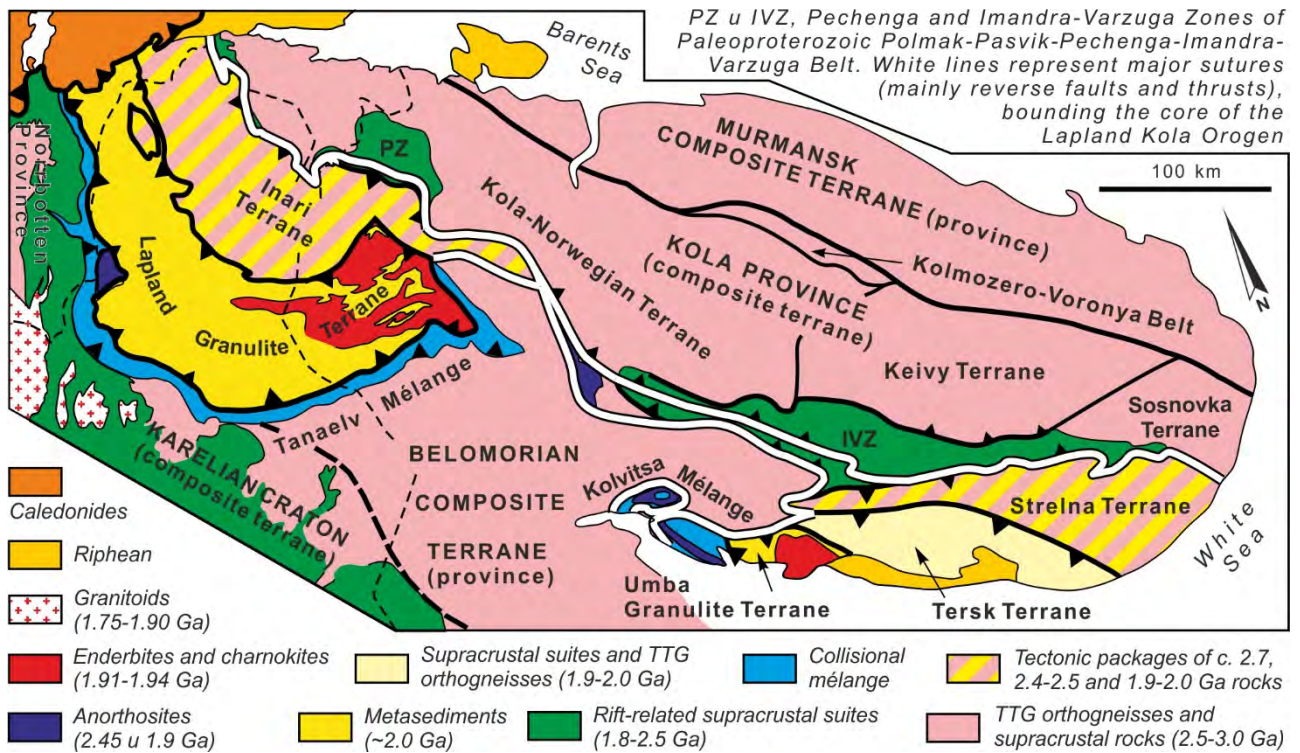 PZ u IVZ, Pechenga and Imandra-Varzuga Zones of
Paleoproterozoic Polmak-Pasvik-Pechenga-Imandra-
Varzuga Belt. White lines represent major sutures
(mainly reverse faults and thrusts),
bounding the core of the
Lapland Kola Orogen
100 km
N
Barents
Sea
MURMANSK
COMPOSITE TERRANE (province)
Norrbotten
Province
PZ
Inari
Terrane
Kola-Norwegian Terrane
KOLA PROVINCE
(composite terrane)
Kolmozero-Voronya Belt
Lapland
Granulite
Terrane
Keivy Terrane
Sosnovka
Terrane
IVZ
Tanaelv Mélange
KARELIAN CRATON
(composite terrane)
BELOMORIAN
COMPOSITE
TERRANE
(province)
Kolvitsa
Mélange
Strelna Terrane
White
Sea
Umba
Granulite Terrane
Tersk Terrane
Caledonides
Riphean
Granitoids
(1.75-1.90 Ga)
Enderbites and charnokites
(1.91-1.94 Ga)
Supracrustal suites and TTG
orthogneisses (1.9-2.0 Ga)
Collisional
mélange
Tectonic packages of c. 2.7,
2.4-2.5 and 1.9-2.0 Ga rocks
Anorthosites
(2.45 u 1.9 Ga)
Metasediments
(~2.0 Ga)
Rift-related supracrustal suites
(1.8-2.5 Ga)
TTG orthogneisses and
supracrustal rocks (2.5-3.0 Ga)